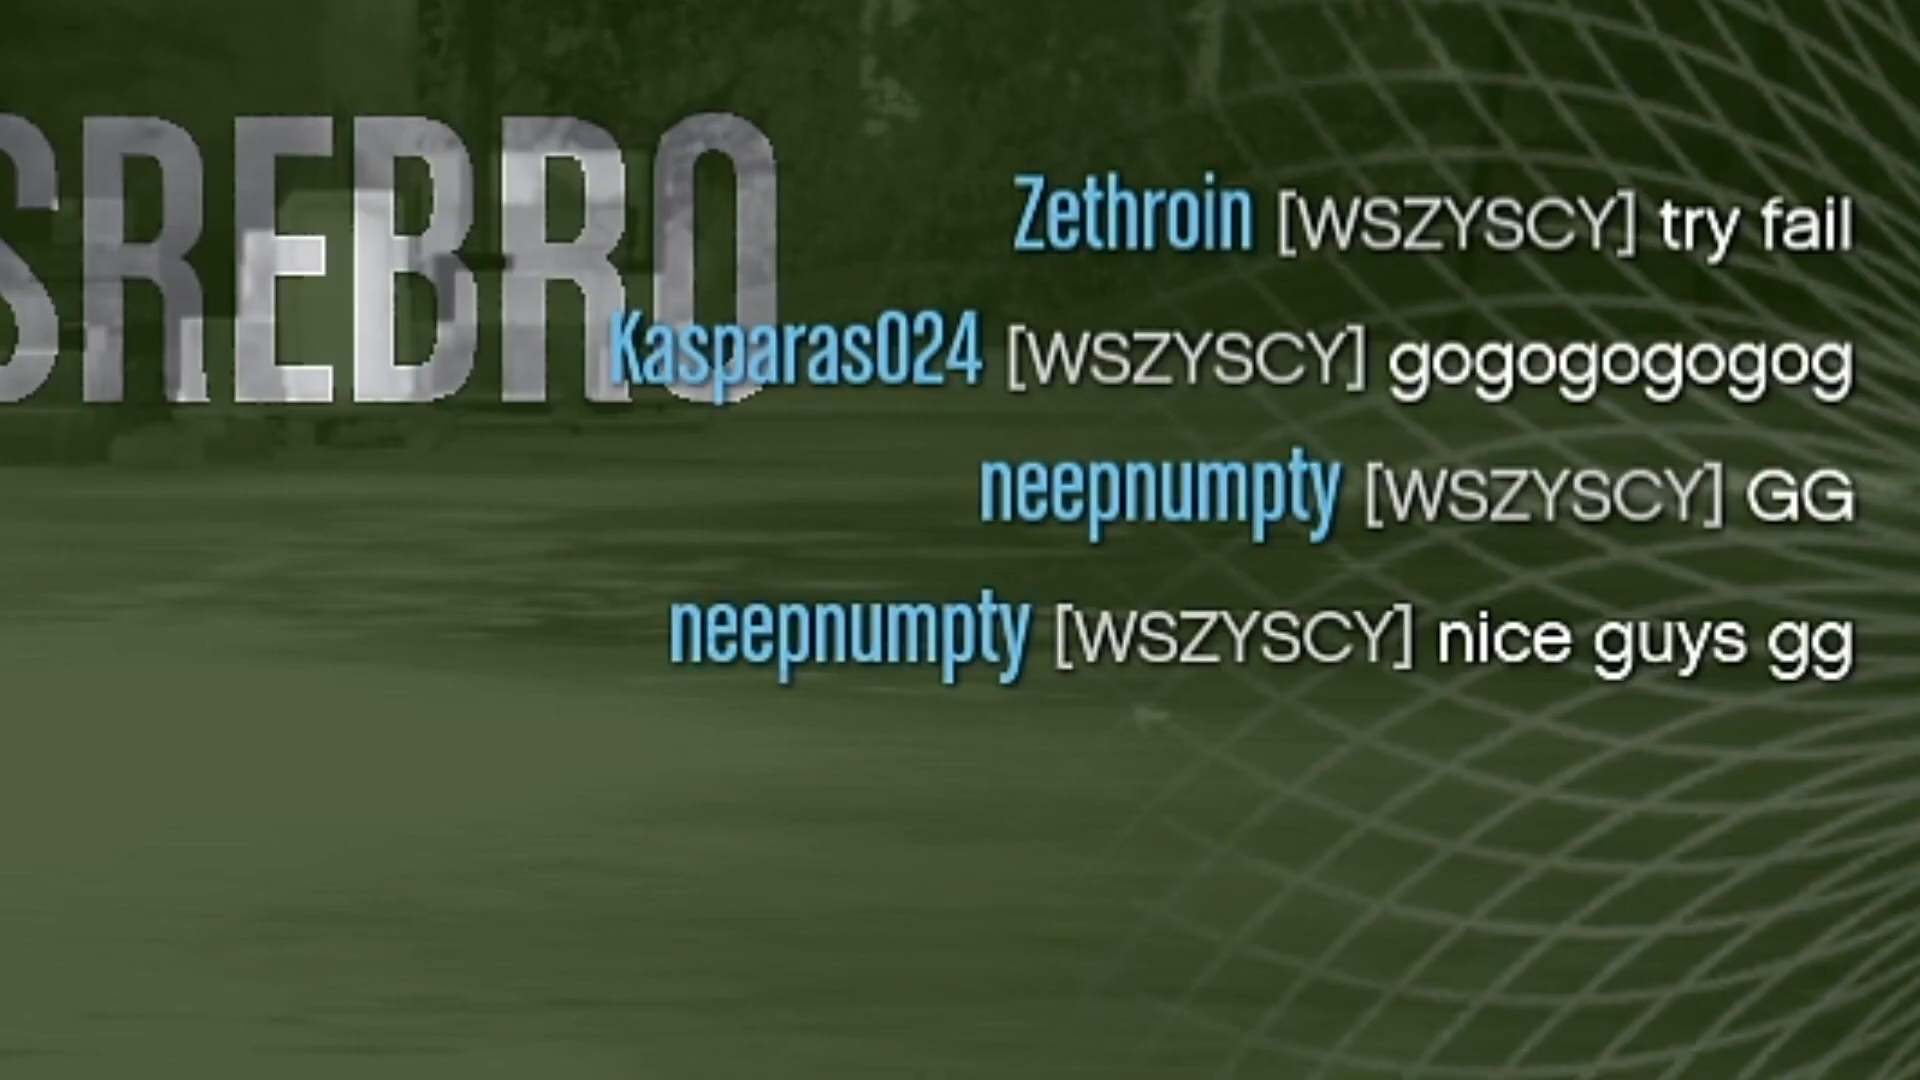 SREBRO
Zethroin [WSZYSCY] try fail
Kasparas024 [WSZYSCY] gogogogogog
neepnumpty [WSZYSCY] GG
neepnumpty [WSZYSCY] nice guys gg